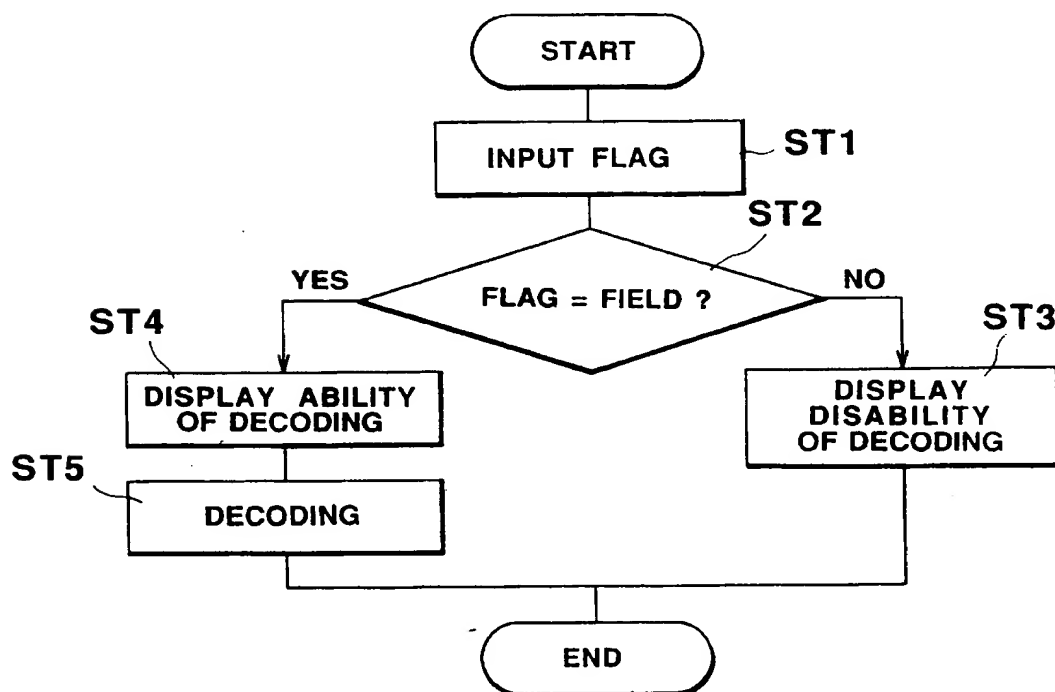 START
INPUT FLAG
ST1
ST2
YES
FLAG = FIELD ?
NO
ST4
ST3
DISPLAY ABILITY
OF DECODING
DISPLAY
DISABILITY
OF DECODING
ST5
DECODING
END